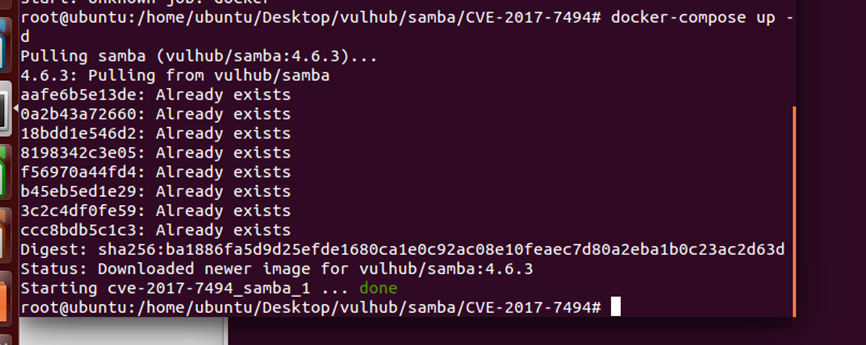 start: Unknown job: docker
root@ubuntu:/home/ubuntu/Desktop/vulhub/samba/CVE-2017-7494# docker-compose up -
d
Pulling samba (vulhub/samba:4.6.3)...
4.6.3: Pulling from vulhub/samba
aafe6b5e13de: Already exists
0a2b43a72660: Already exists
18bdd1e546d2: Already exists
8198342c3e05: Already exists
f56970a44fd4: Already exists
b45eb5ed1e29: Already exists
3c2c4df0fe59: Already exists
ccc8bdb5c1c3: Already exists
Digest: sha256:ba1886fa5d9d25efde1680ca1e0c92ac08e10feaec7d80a2eba1b0c23ac2d63d
Status: Downloaded newer image for vulhub/samba:4.6.3
Starting cve-2017-7494_samba_1 ... done
root@ubuntu:/home/ubuntu/Desktop/vulhub/samba/CVE-2017-7494#